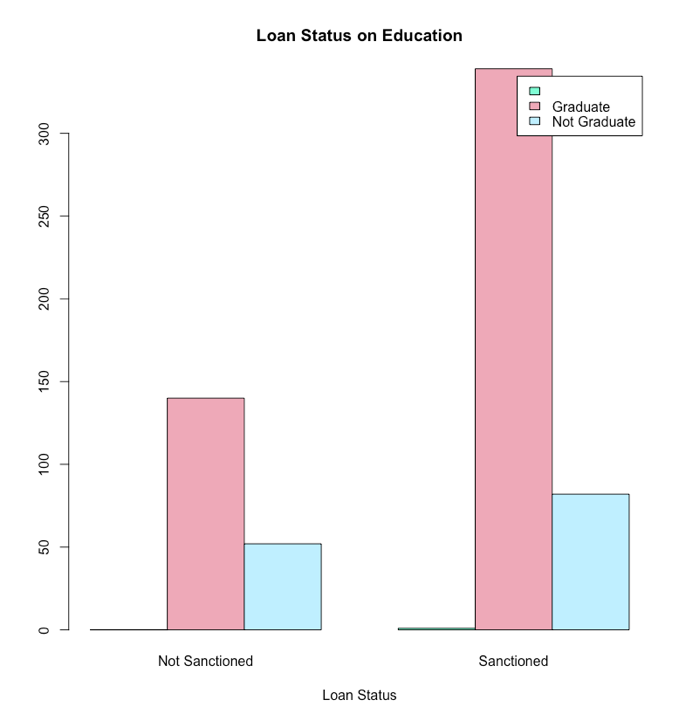 Loan Status on Education
Graduate
Not Graduate
300
250
200
150
100
50
0
Not Sanctioned
Sanctioned
Loan Status